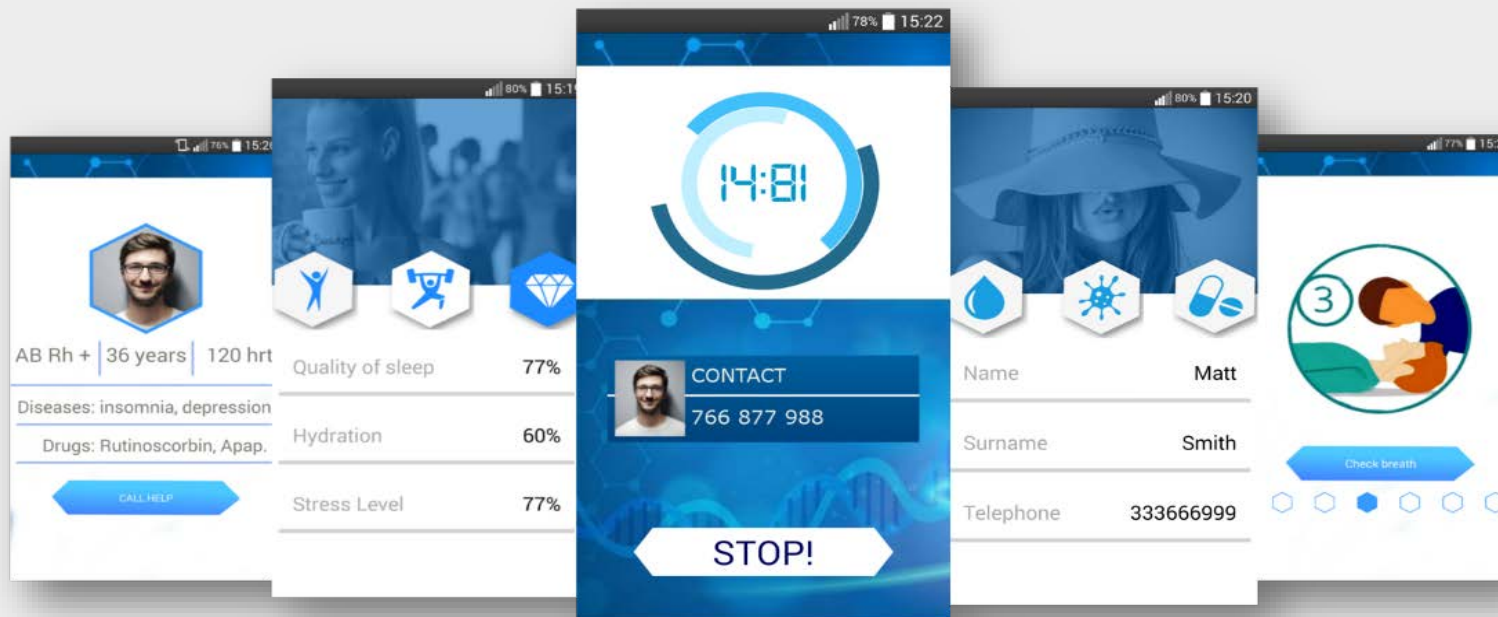 76% 15:20
AB Rh + 36 years 120 hrt
Diseases: insomnia, depression
Drugs: Rutinoscorbin, Apap.
CALL HELP
80% 15:19
Quality of sleep 77%
Hydration 60%
Stress Level 77%
78% 15:22
14:81
CONTACT
766 877 988
STOP!
80% 15:20
Name Matt
Surname Smith
Telephone 333666999
77%
3
Check breath